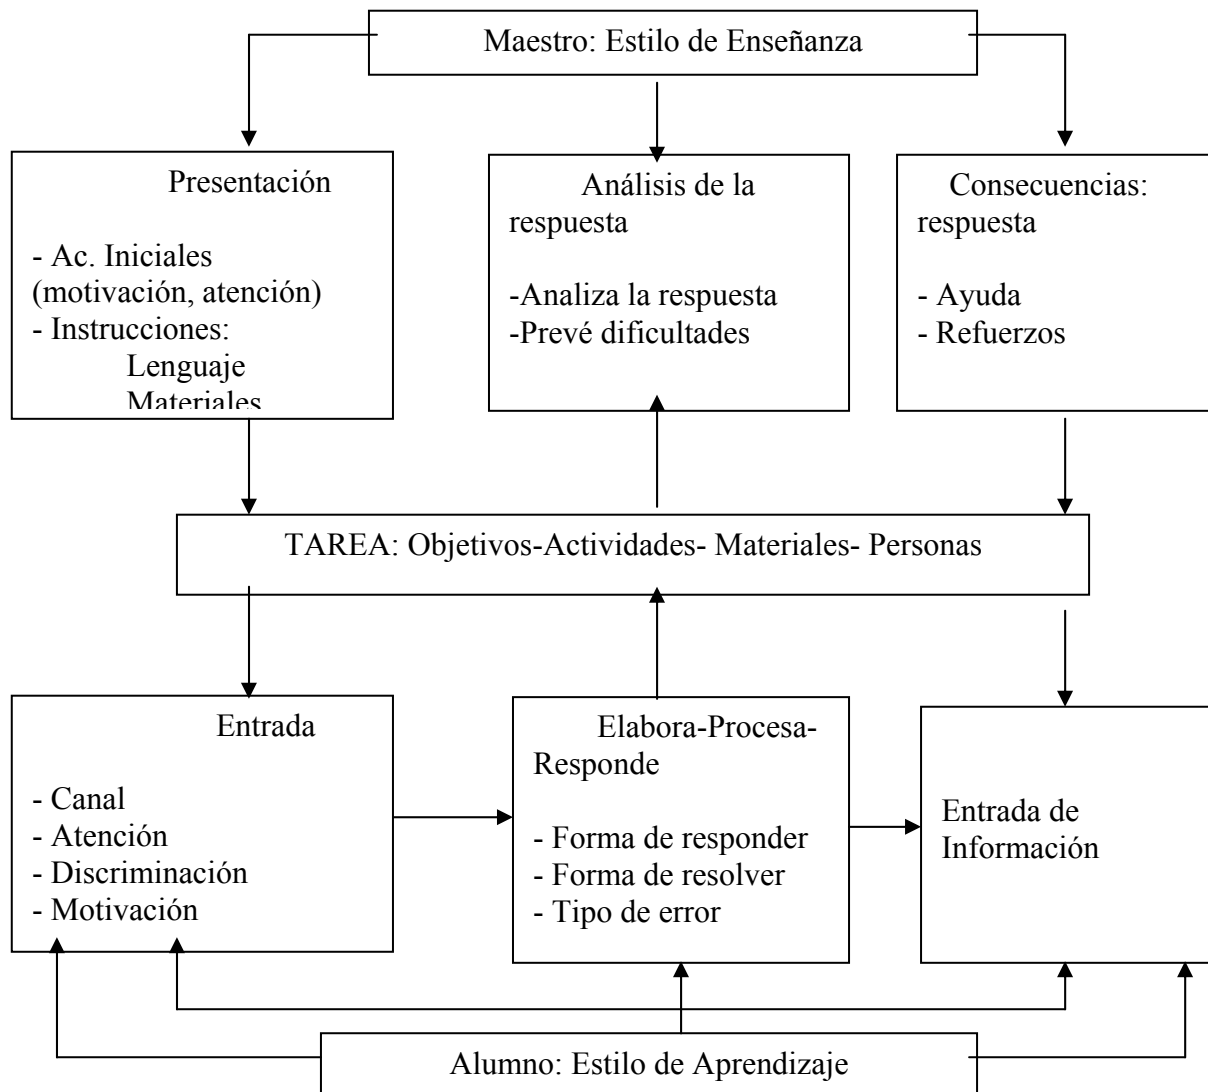 Maestro: Estilo de Enseñanza
Presentación
- Ac. Iniciales
(motivación, atención)
- Instrucciones:
Lenguaje
Materiales
Análisis de la
respuesta
-Analiza la respuesta
-Prevé dificultades
Consecuencias:
respuesta
- Ayuda
- Refuerzos
TAREA: Objetivos-Actividades- Materiales- Personas
Entrada
- Canal
- Atención
- Discriminación
- Motivación
Elabora-Procesa-
Responde
- Forma de responder
- Forma de resolver
- Tipo de error
Entrada de
Información
Alumno: Estilo de Aprendizaje